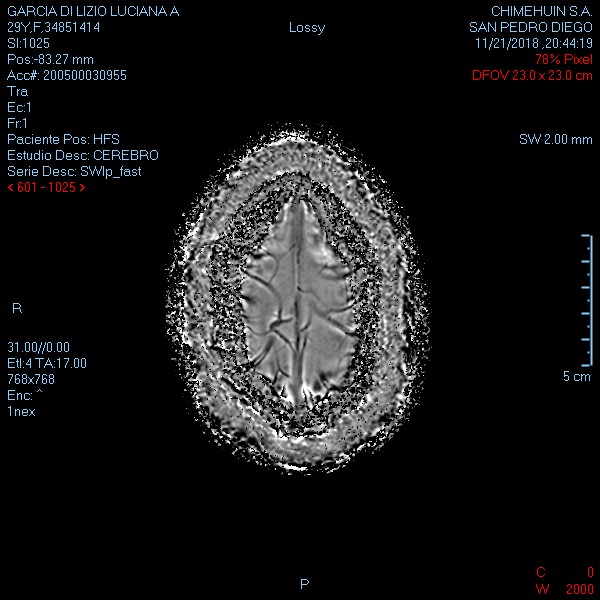 GARCIA DI LIZIO LUCIANA A
29Y,F,34851414
Sl:1025
Pos:-83.27 mm
Acc#: 200500030955
Tra
Ec:1
Fr:1
Paciente Pos: HFS
Estudio Desc: CEREBRO
Serie Desc: SWIp_fast
< 601 - 1025 >
Lossy
CHIMEHUIN S.A.
SAN PEDRO DIEGO
11/21/2018 ,20:44:19
78% Pixel
DFOV 23.0 x 23.0 cm
SW 2.00 mm
R
31.00//0.00
Etl:4 TA:17.00
768x768
Enc: ^
1nex
5 cm
P
C 0
W 2000